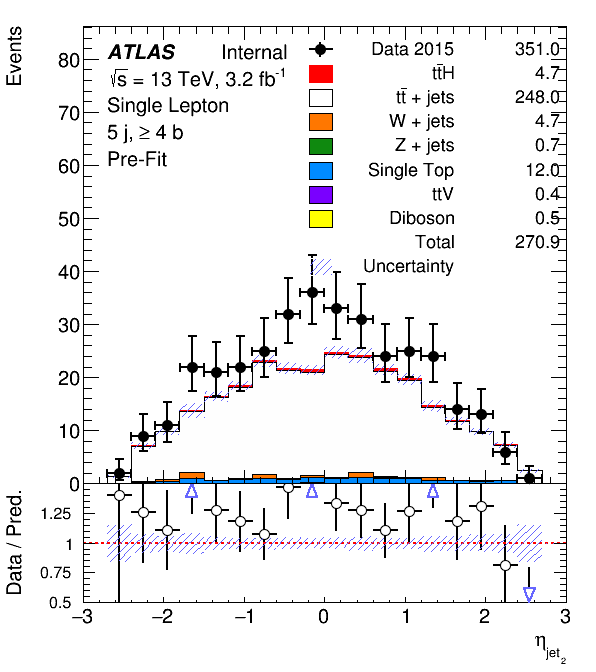 Events
ATLAS Internal
√s = 13 TeV, 3.2 fb⁻¹
Single Lepton
5 j, ≥ 4 b
Pre-Fit
Data 2015 351.0
tt̄H 4.7
tt̄ + jets 248.0
W + jets 4.7
Z + jets 0.7
Single Top 12.0
ttV 0.4
Diboson 0.5
Total 270.9
Uncertainty
80
70
60
50
40
30
20
10
0
Data / Pred.
1.25
1
0.75
0.5
−3 −2 −1 0 1 2 3
η jet₂